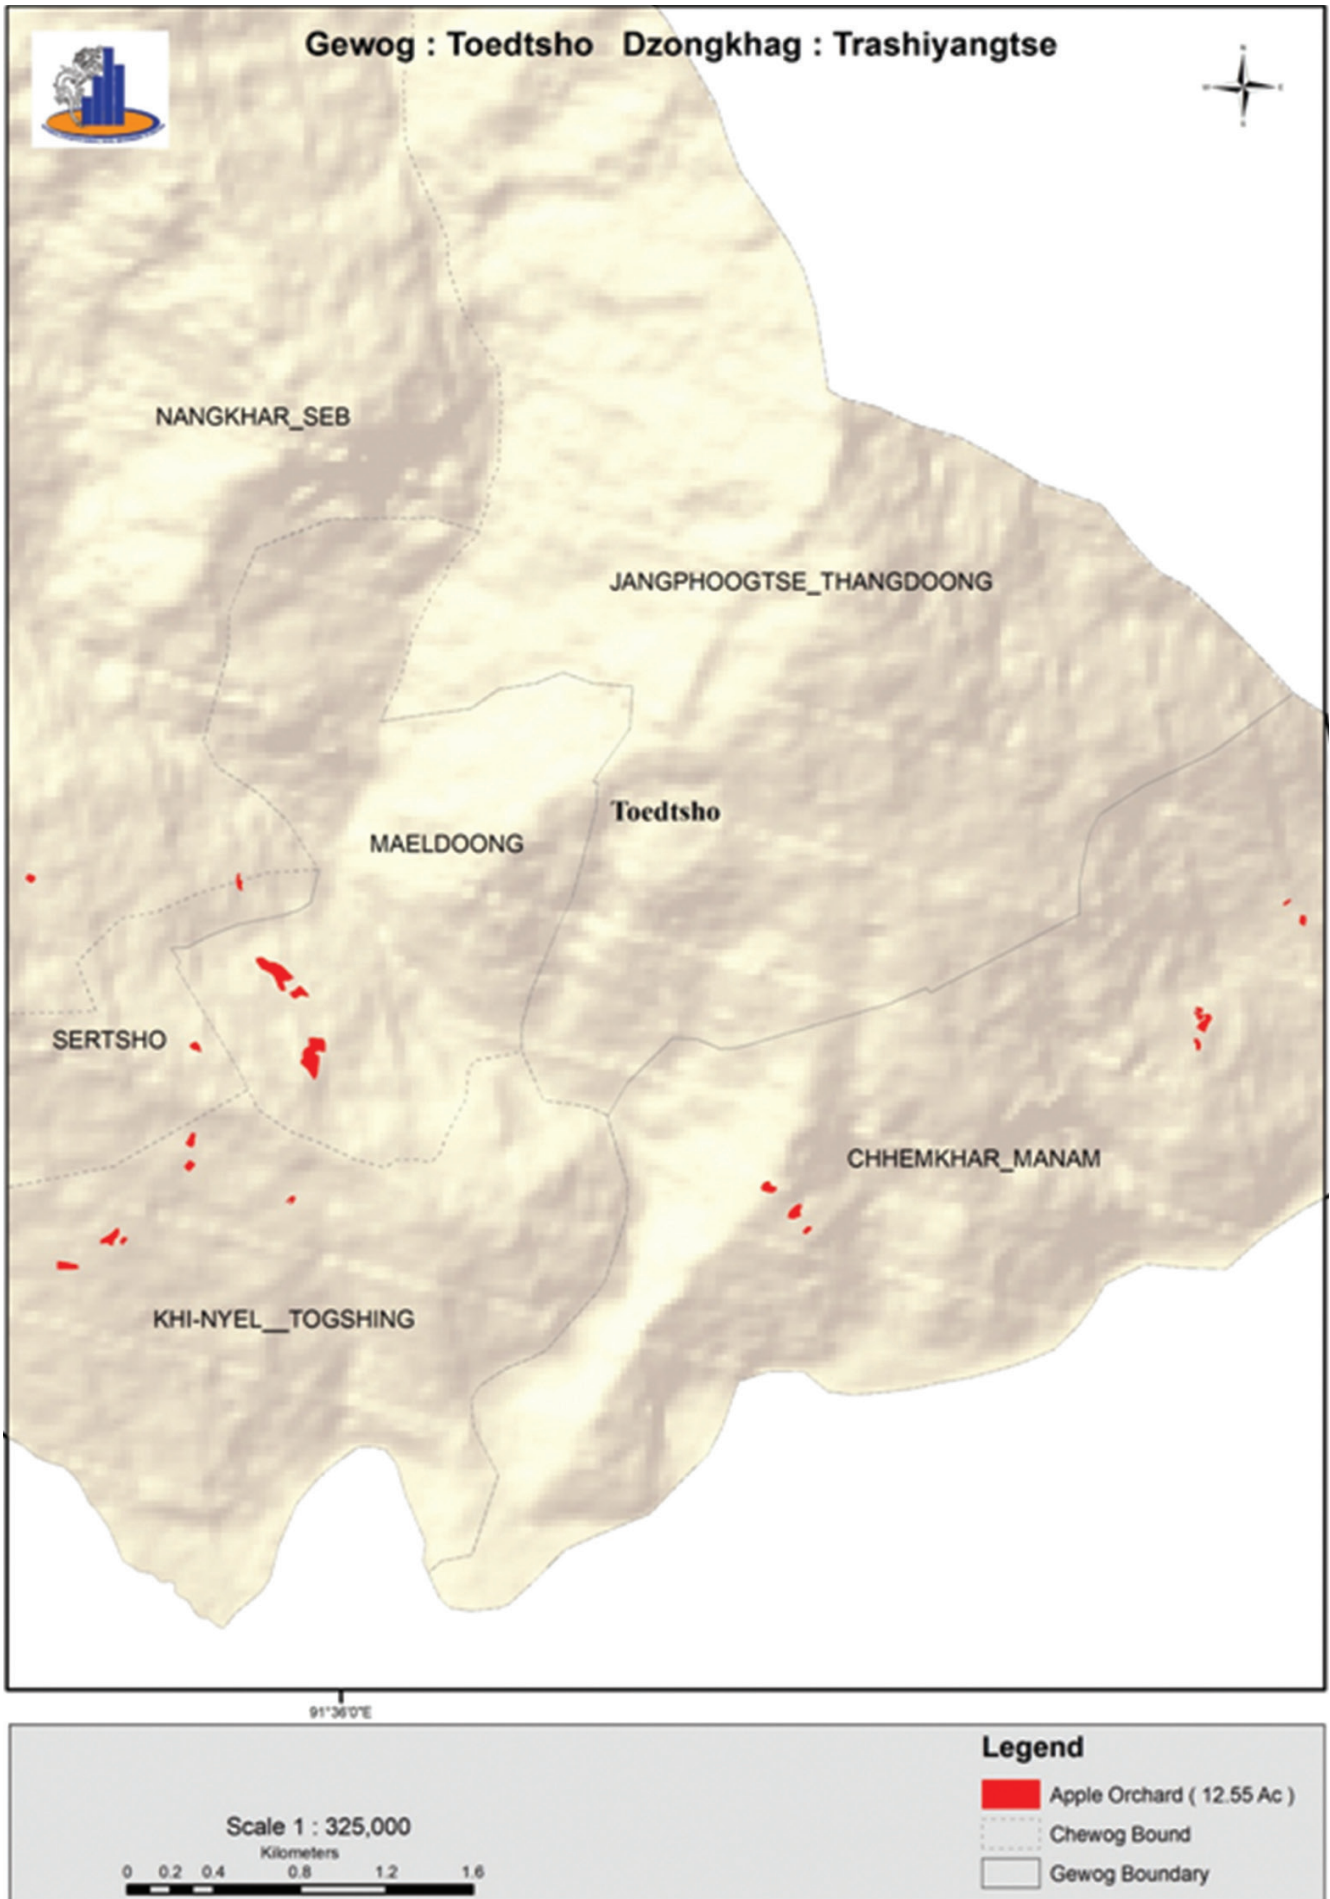 Gewog : Toedtsho Dzongkhag : Trashiyangtse
N
W E
S
NANGKHAR_SEB
JANGPHOOGTSE_THANGDOONG
Toedtsho
MAELDOONG
SERTSHO
CHHEMKHAR_MANAM
KHI-NYEL__TOGSHING
91°36'0"E
Legend
Apple Orchard ( 12.55 Ac )
Chewog Bound
Gewog Boundary
Scale 1 : 325,000
Kilometers
0 0.2 0.4 0.8 1.2 1.6